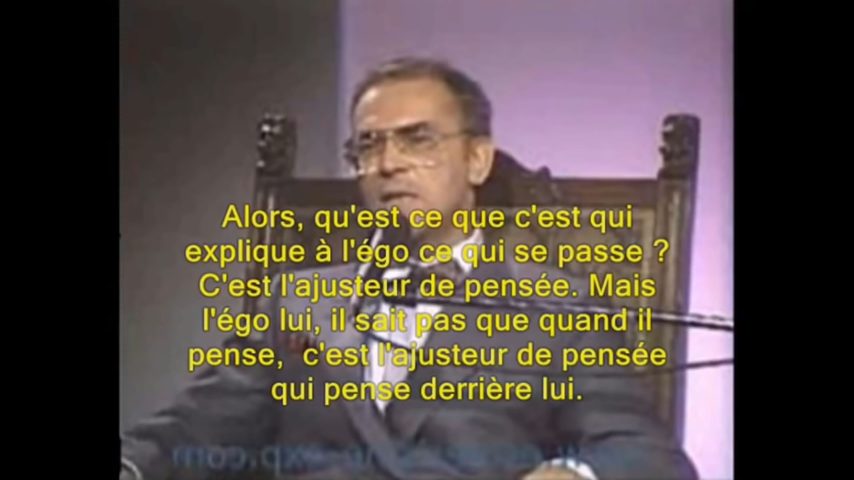 Alors, qu'est ce que c'est qui
explique à l'égo ce qui se passe ?
C'est l'ajusteur de pensée. Mais
l'égo lui, il sait pas que quand il
pense, c'est l'ajusteur de pensée
qui pense derrière lui.